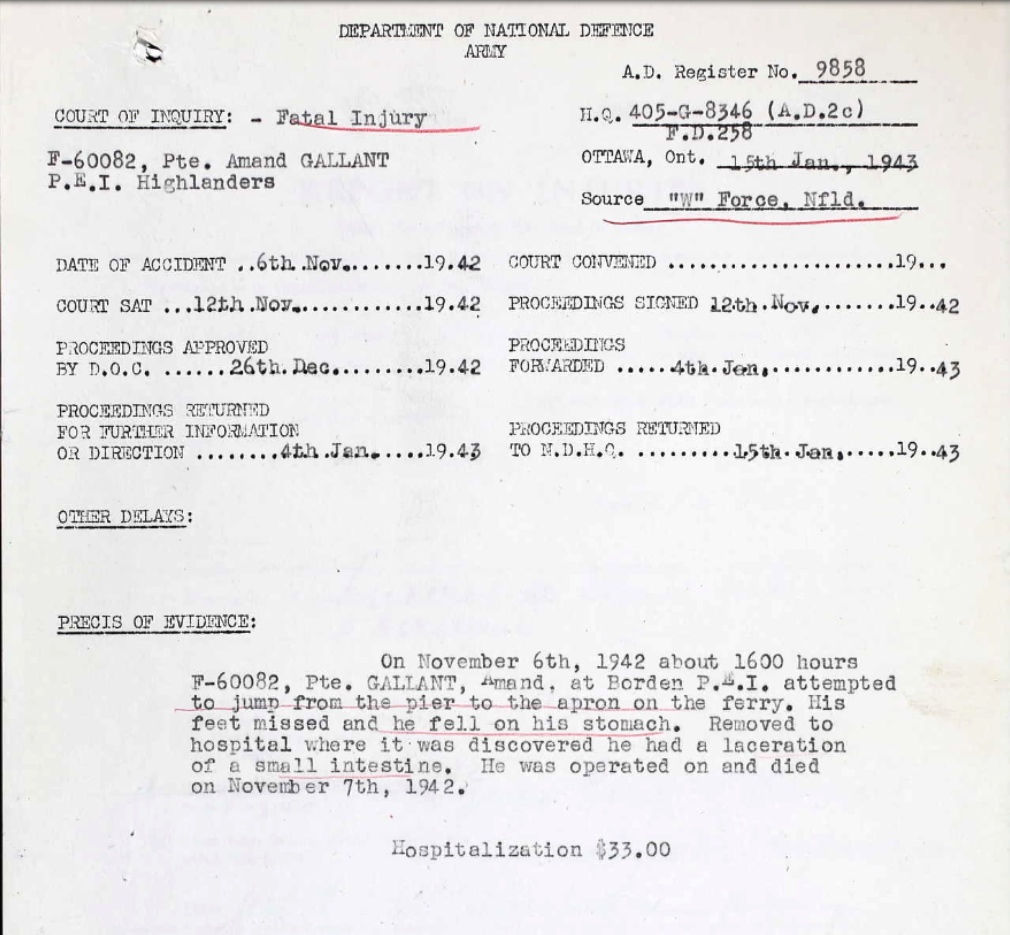 DEPARTMENT OF NATIONAL DEFENCE
ARMY
A.D. Register No. 9858
COURT OF INQUIRY: - Fatal Injury
H.Q. 405-G-8346 (A.D.2c)
F.D.258
F-60082, Pte. Amand GALLANT
P.E.I. Highlanders
OTTAWA, Ont. 15th Jan., 1943
Source "W" Force, Nfld.
DATE OF ACCIDENT ..6th.Nov........19.42 COURT CONVENED ......................19...
COURT SAT ...12th.Nov.............19.42 PROCEEDINGS SIGNED 12th.Nov........19..42
PROCEEDINGS APPROVED
BY D.O.C. ......26th.Dec.........19.42
PROCEEDINGS
FORWARDED .....4th.Jan.............19..43
PROCEEDINGS RETURNED
FOR FURTHER INFORMATION
OR DIRECTION ........4th.Jan......19.43
PROCEEDINGS RETURNED
TO N.D.H.Q. ..........15th.Jan......19..43
OTHER DELAYS:
PRECIS OF EVIDENCE:
On November 6th, 1942 about 1600 hours
F-60082, Pte. GALLANT, Amand, at Borden P.E.I. attempted
to jump from the pier to the apron on the ferry. His
feet missed and he fell on his stomach. Removed to
hospital where it was discovered he had a laceration
of a small intestine. He was operated on and died
on November 7th, 1942.
Hospitalization $33.00